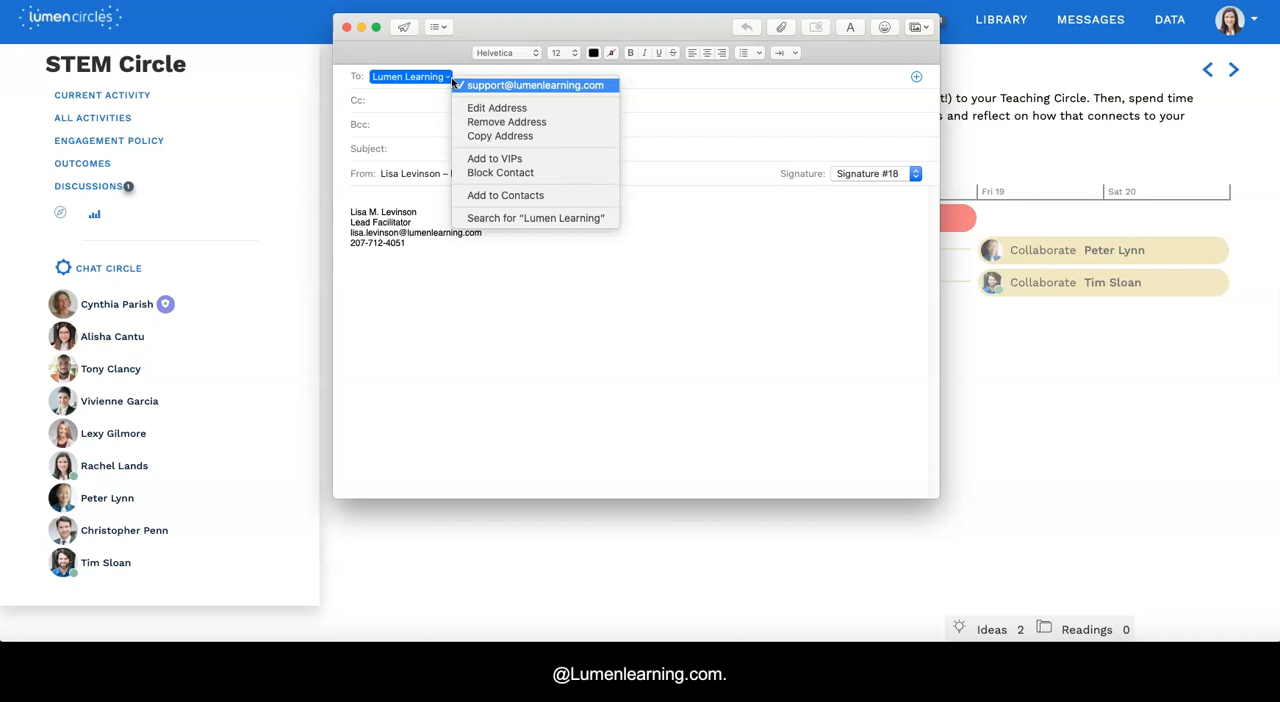 lumen circles
LIBRARY
MESSAGES
DATA
STEM Circle
CURRENT ACTIVITY
ALL ACTIVITIES
ENGAGEMENT POLICY
OUTCOMES
DISCUSSIONS 1
CHAT CIRCLE
Cynthia Parish
Alisha Cantu
Tony Clancy
Vivienne Garcia
Lexy Gilmore
Rachel Lands
Peter Lynn
Christopher Penn
Tim Sloan
Helvetica
12
A
B I U S
To: Lumen Learning
Cc:
Bcc:
Subject:
From: Lisa Levinson –
Signature: Signature #18
support@lumenlearning.com
Edit Address
Remove Address
Copy Address
Add to VIPs
Block Contact
Add to Contacts
Search for “Lumen Learning”
Lisa M. Levinson
Lead Facilitator
lisa.levinson@lumenlearning.com
207-712-4051
t!) to your Teaching Circle. Then, spend time
s and reflect on how that connects to your
Fri 19
Sat 20
Collaborate Peter Lynn
Collaborate Tim Sloan
Ideas 2
Readings 0
@Lumenlearning.com.